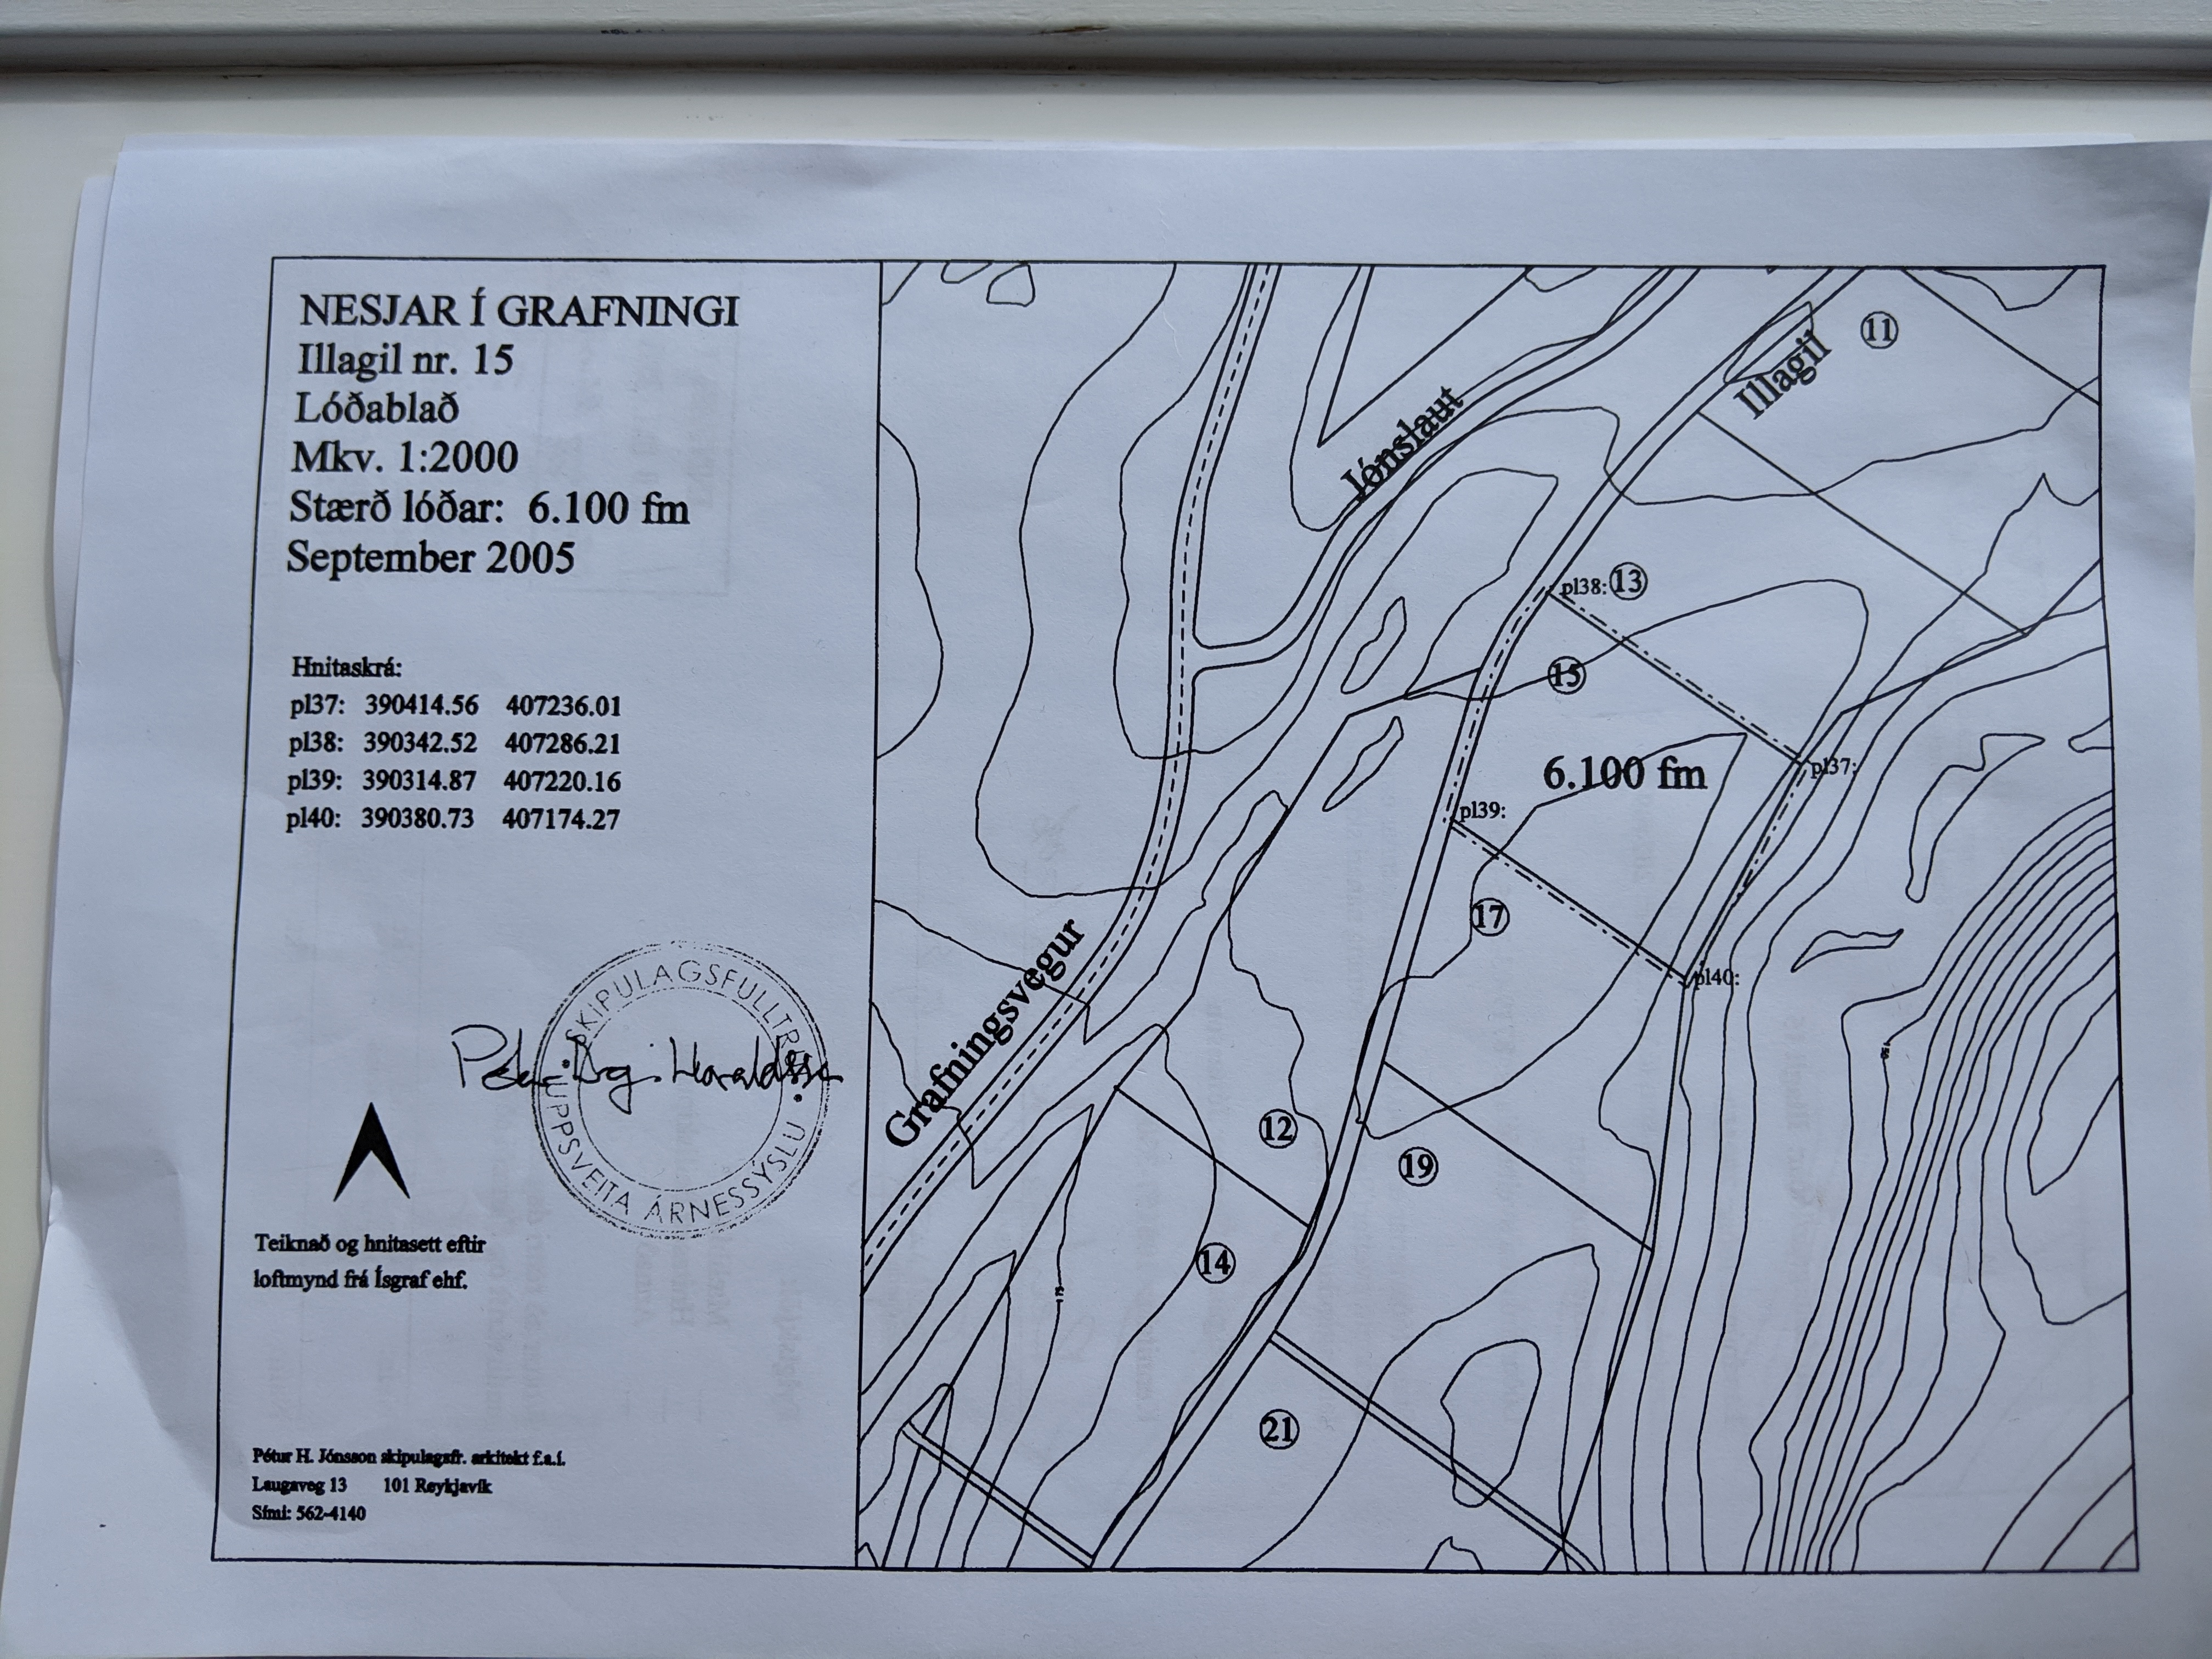 NESJAR Í GRAFNINGI
Illagil nr. 15
Lóðablað
Mkv. 1:2000
Stærð lóðar: 6.100 fm
September 2005
Hnitaskrá:
pl37: 390414.56 407236.01
pl38: 390342.52 407286.21
pl39: 390314.87 407220.16
pl40: 390380.73 407174.27
SKIPULAGSFULLTR
UPPSVEITA ÁRNESSÝSLU
Teiknað og hnitasett eftir
loftmynd frá Ísgraf ehf.
Pétur H. Jónsson skipulagsfr. arkitekt f.a.í.
Laugaveg 13 101 Reykjavík
Sími: 562-4140
11
Illagil
Jónslaut
pl38:
13
15
6.100 fm
pl37:
pl39:
17
pl40:
Grafningsvegur
12
19
14
21